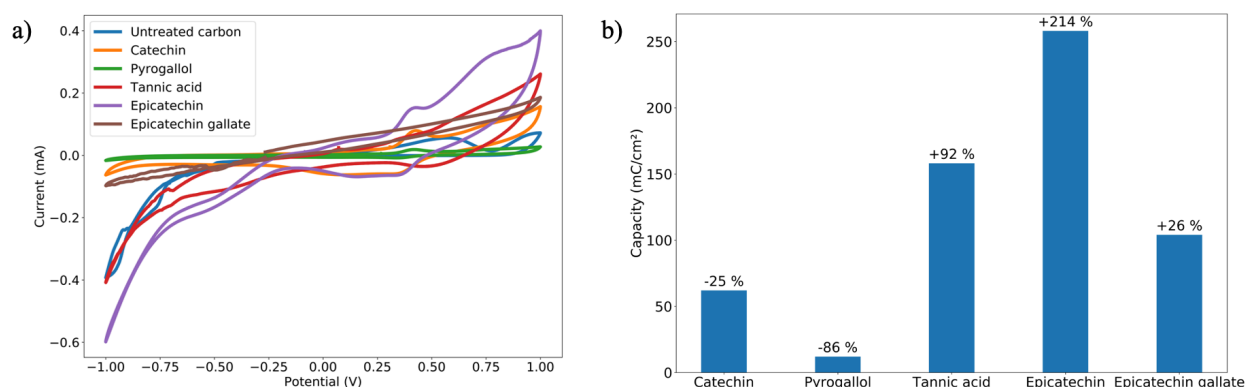 a)
Untreated carbon
Catechin
Pyrogallol
Tannic acid
Epicatechin
Epicatechin gallate
0.4
0.2
0.0
−0.2
−0.4
−0.6
Current (mA)
−1.00 −0.75 −0.50 −0.25 0.00 0.25 0.50 0.75 1.00
Potential (V)
b)
250
200
150
100
50
0
Capacity (mC/cm²)
-25 %
-86 %
+92 %
+214 %
+26 %
Catechin Pyrogallol Tannic acid Epicatechin Epicatechin gallate